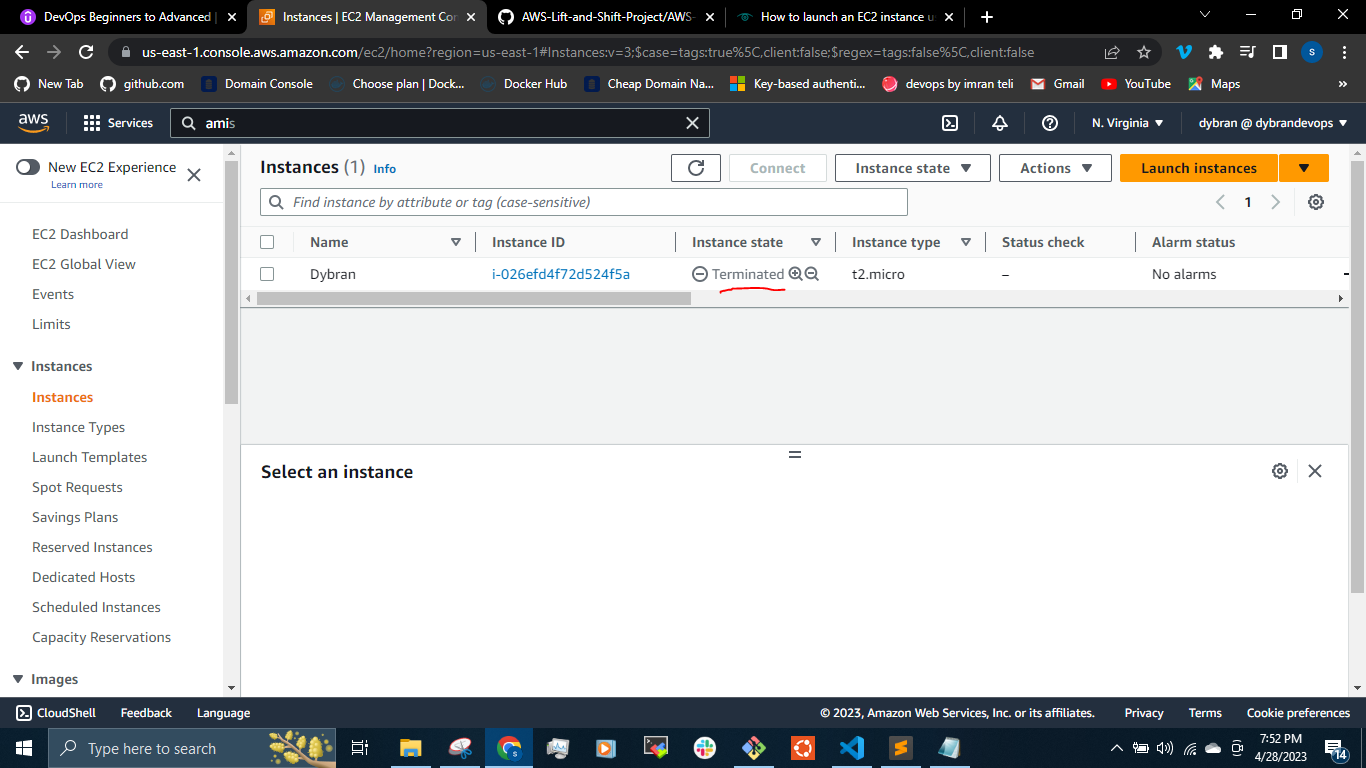 DevOps Beginners to Advanced |
Instances | EC2 Management Con
AWS-Lift-and-Shift-Project/AWS-
How to launch an EC2 instance u
us-east-1.console.aws.amazon.com/ec2/home?region=us-east-1#Instances:v=3;$case=tags:true%5C,client:false;$regex=tags:false%5C,client:false
S
New Tab
github.com
Domain Console
Choose plan | Dock...
Docker Hub
Cheap Domain Na...
Key-based authenti...
devops by imran teli
Gmail
YouTube
Maps
»
aws
Services
amis
N. Virginia
dybran @ dybrandevops
New EC2 Experience
Learn more
EC2 Dashboard
EC2 Global View
Events
Limits
Instances
Instances
Instance Types
Launch Templates
Spot Requests
Savings Plans
Reserved Instances
Dedicated Hosts
Scheduled Instances
Capacity Reservations
Images
Instances (1) Info
Connect
Instance state
Actions
Launch instances
Find instance by attribute or tag (case-sensitive)
1
Name Instance ID Instance state Instance type Status check Alarm status
Dybran i-026efd4f72d524f5a Terminated t2.micro – No alarms
Select an instance
CloudShell Feedback Language © 2023, Amazon Web Services, Inc. or its affiliates. Privacy Terms Cookie preferences
Type here to search
7:52 PM
4/28/2023
14